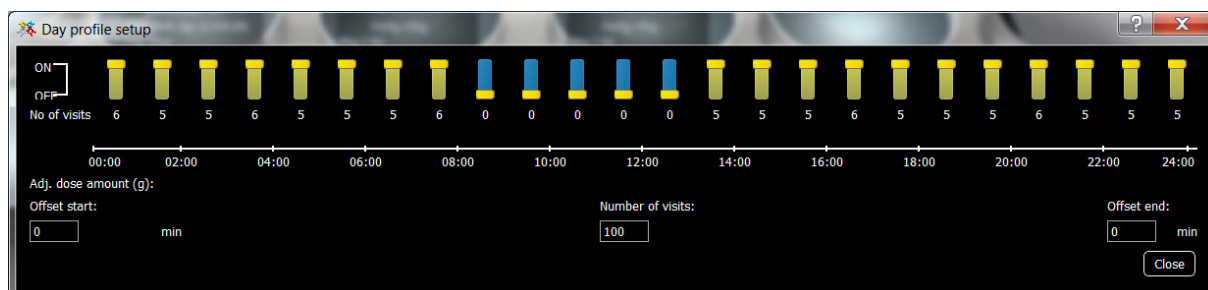 Day profile setup
ON
OFF
No of visits 6 5 5 6 5 5 5 6 0 0 0 0 0 5 5 5 6 5 5 5 6 5 5 5
00:00 02:00 04:00 06:00 08:00 10:00 12:00 14:00 16:00 18:00 20:00 22:00 24:00
Adj. dose amount (g):
Offset start: Number of visits: Offset end:
0 min 100 0 min
Close